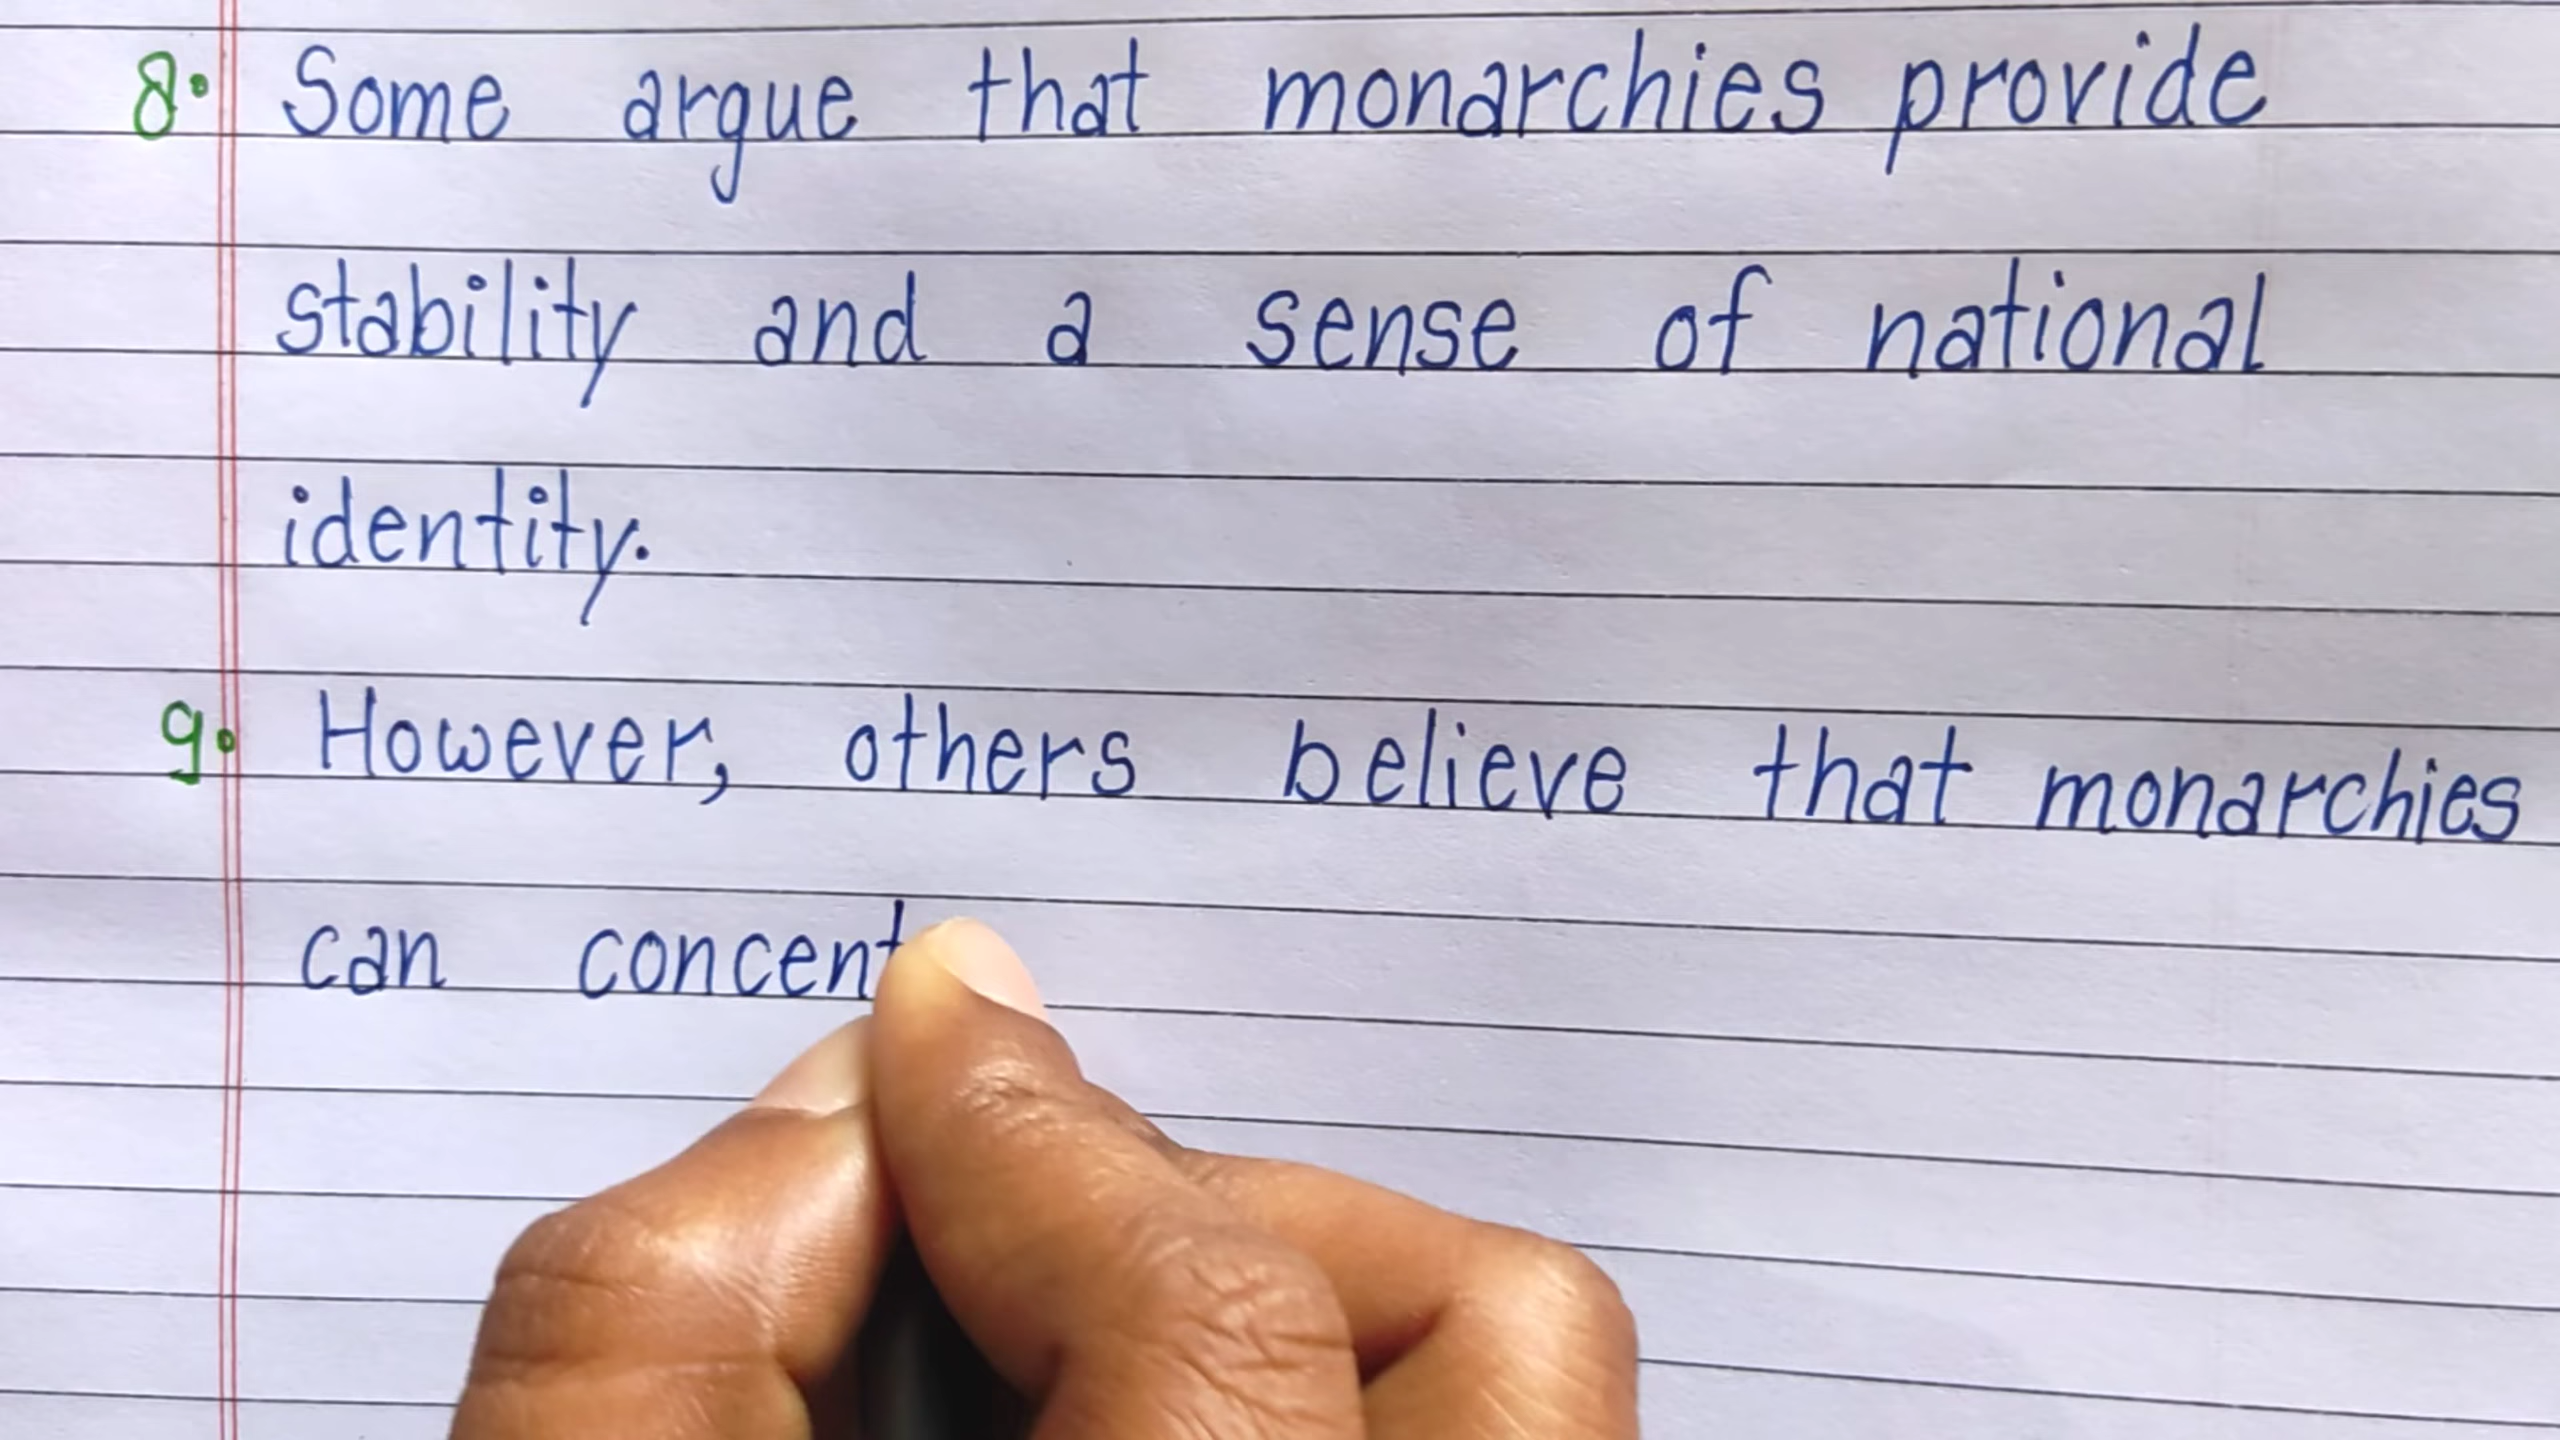 8. Some argue that monarchies provide
stability and a sense of national
identity.
9. However, others believe that monarchies
can concent